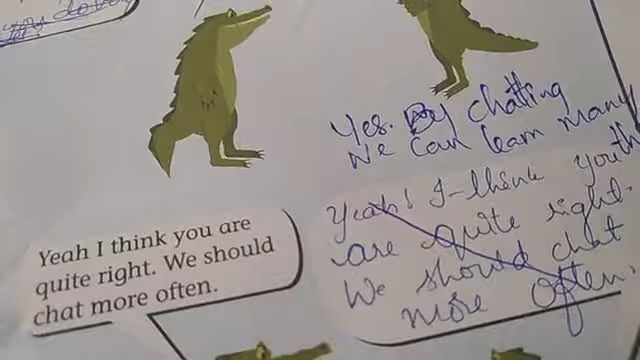 Yes. By chatting
we can learn many
Yeah I think you are
quite right. We should
chat more often.
Yeah! I think youth
are quite right.
We should chat
more often.